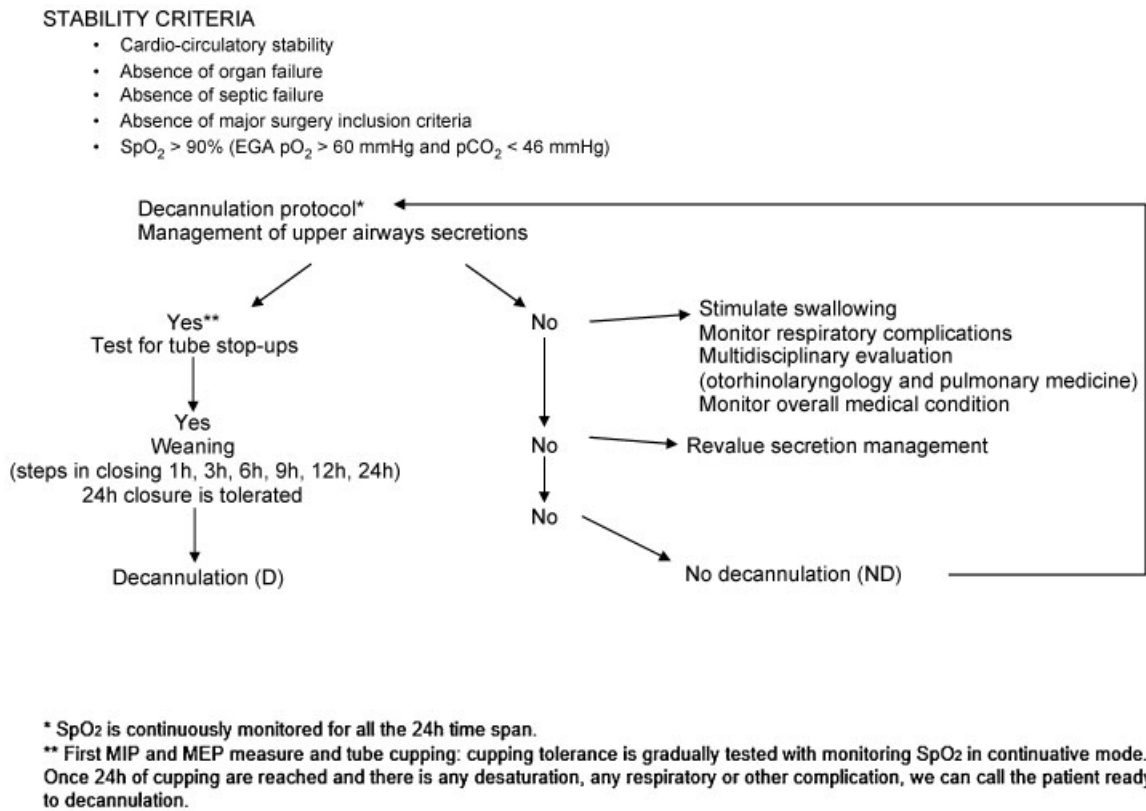 STABILITY CRITERIA
• Cardio-circulatory stability
• Absence of organ failure
• Absence of septic failure
• Absence of major surgery inclusion criteria
• SpO2 > 90% (EGA pO2 > 60 mmHg and pCO2 < 46 mmHg)
Decannulation protocol*
Management of upper airways secretions
Yes**
Test for tube stop-ups
Yes
Weaning
(steps in closing 1h, 3h, 6h, 9h, 12h, 24h)
24h closure is tolerated
Decannulation (D)
No
Stimulate swallowing
Monitor respiratory complications
Multidisciplinary evaluation
(otorhinolaryngology and pulmonary medicine)
Monitor overall medical condition
No
Revalue secretion management
No
No decannulation (ND)
* SpO2 is continuously monitored for all the 24h time span.
** First MIP and MEP measure and tube cupping: cupping tolerance is gradually tested with monitoring SpO2 in continuative mode.
Once 24h of cupping are reached and there is any desaturation, any respiratory or other complication, we can call the patient ready
to decannulation.